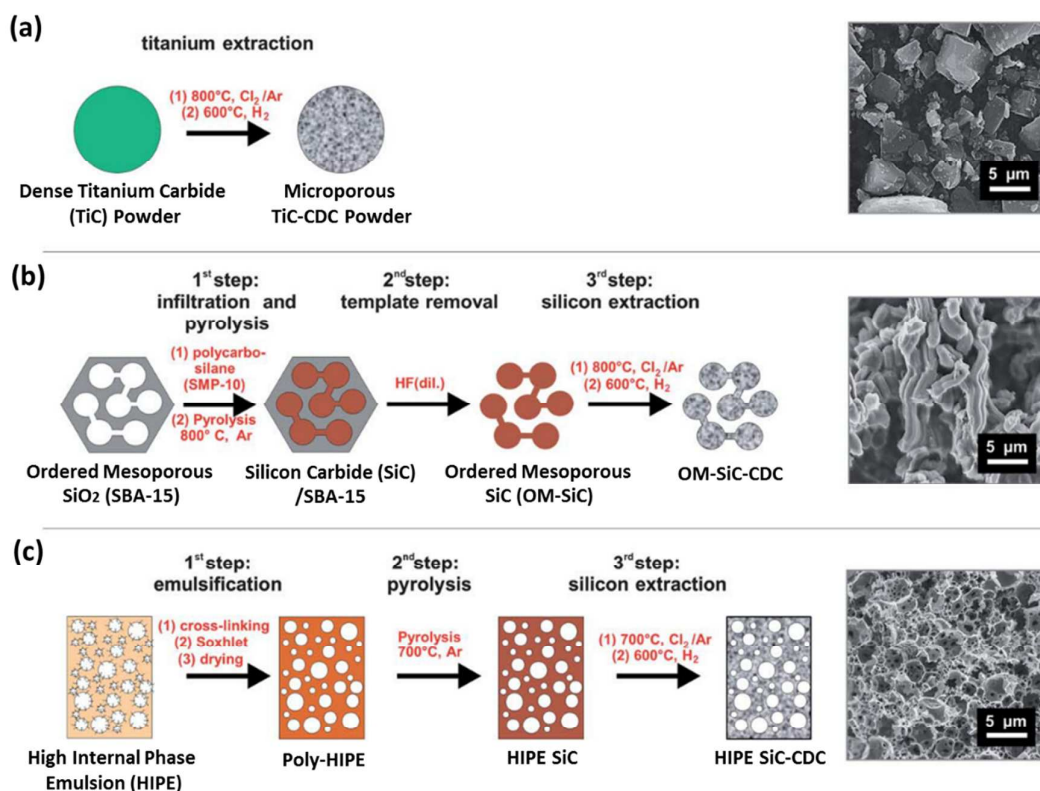 (a)
titanium extraction
(1) 800°C, Cl₂/Ar
(2) 600°C, H₂
Dense Titanium Carbide
(TiC) Powder
Microporous
TiC-CDC Powder
5 µm
(b)
1st step:
infiltration and
pyrolysis
2nd step:
template removal
3rd step:
silicon extraction
(1) polycarbo-
silane
(SMP-10)
(2) Pyrolysis
800° C, Ar
HF(dil.)
(1) 800°C, Cl₂/Ar
(2) 600°C, H₂
Ordered Mesoporous
SiO₂ (SBA-15)
Silicon Carbide (SiC)
/SBA-15
Ordered Mesoporous
SiC (OM-SiC)
OM-SiC-CDC
5 µm
(c)
1st step:
emulsification
2nd step:
pyrolysis
3rd step:
silicon extraction
(1) cross-linking
(2) Soxhlet
(3) drying
Pyrolysis
700°C, Ar
(1) 700°C, Cl₂/Ar
(2) 600°C, H₂
High Internal Phase
Emulsion (HIPE)
Poly-HIPE
HIPE SiC
HIPE SiC-CDC
5 µm